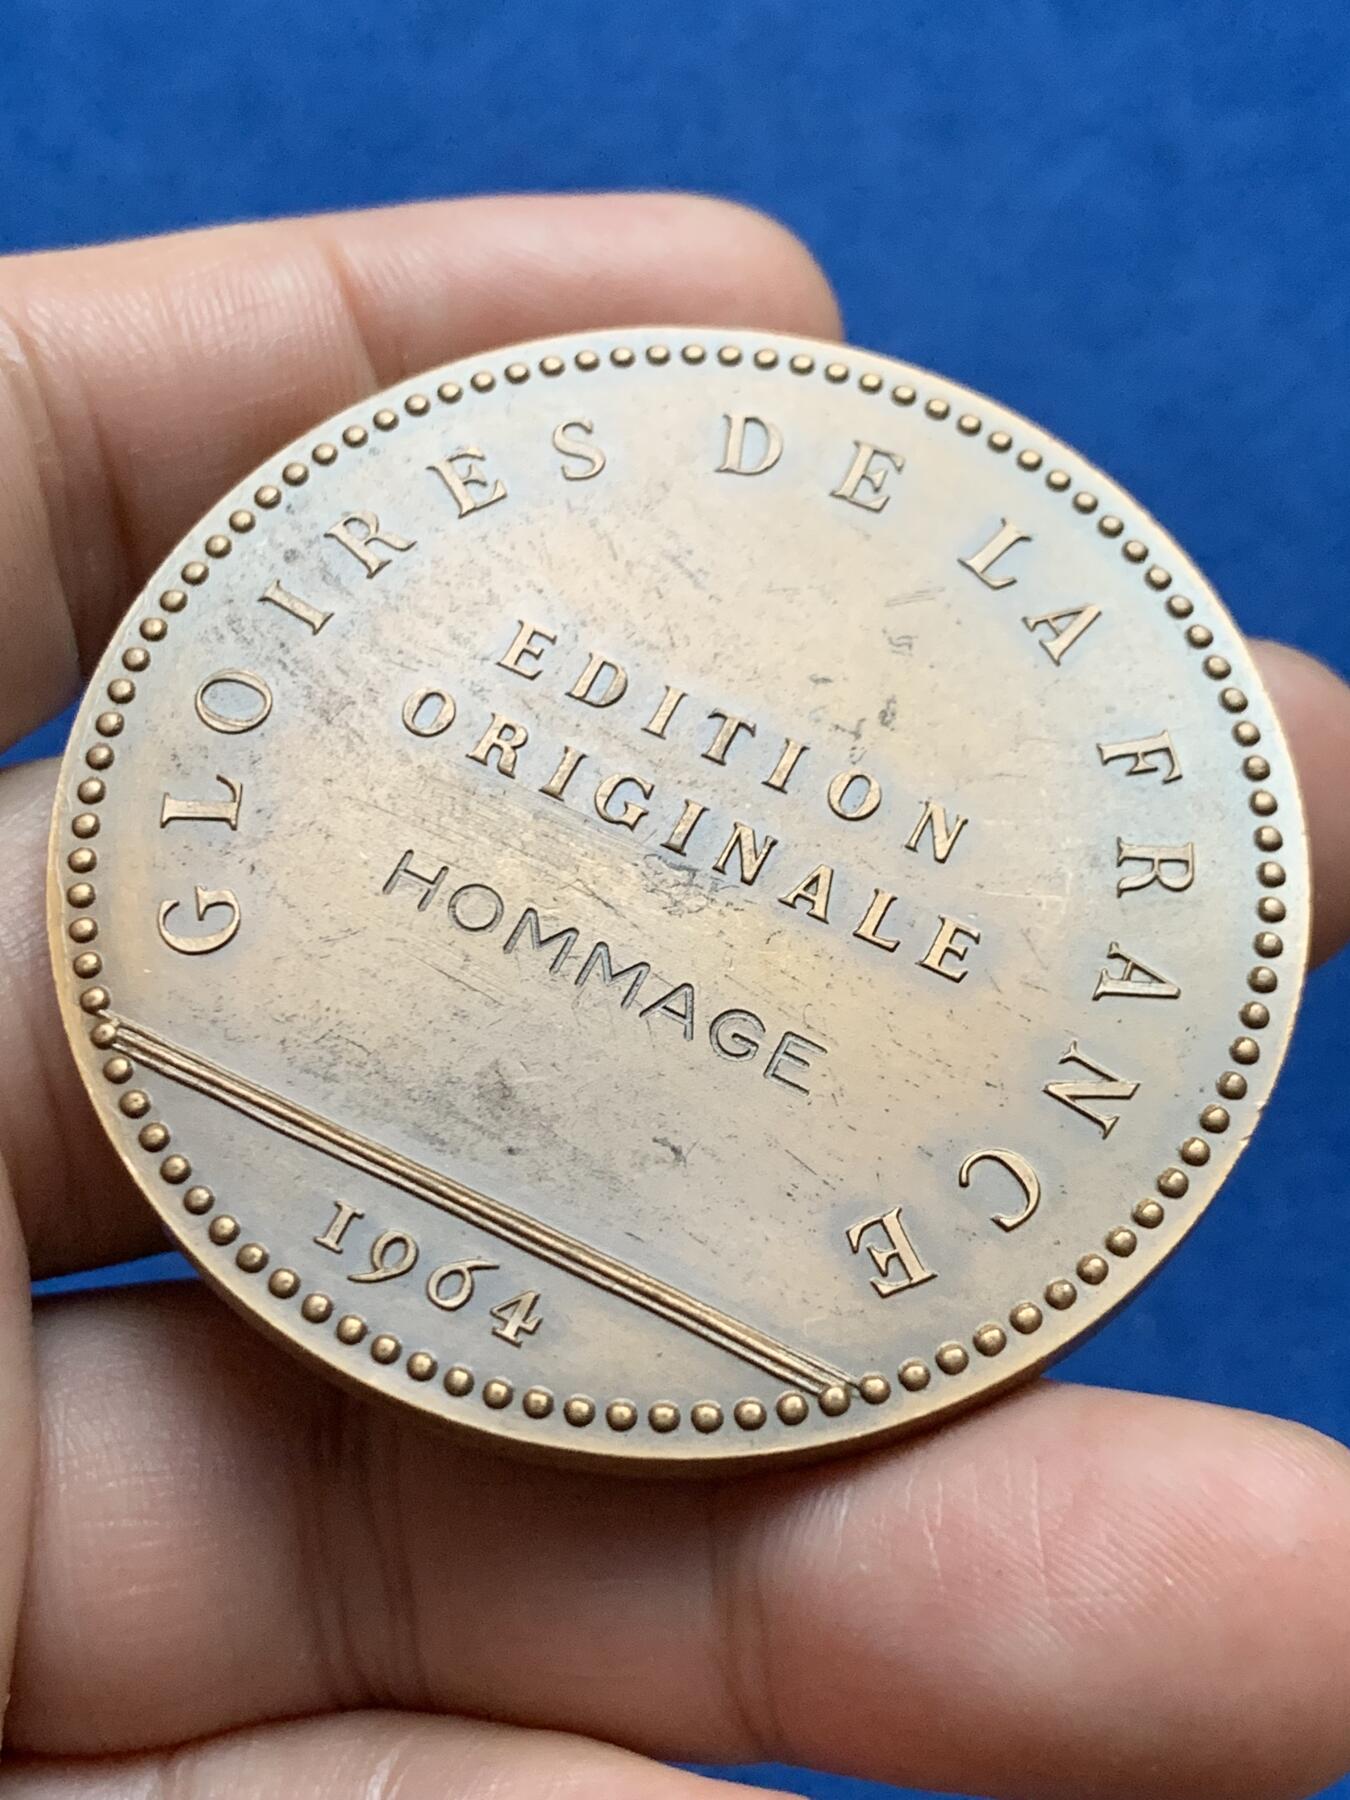 GLOIRES DE LA FRANCE
EDITION
ORIGINALE
HOMMAGE
1964